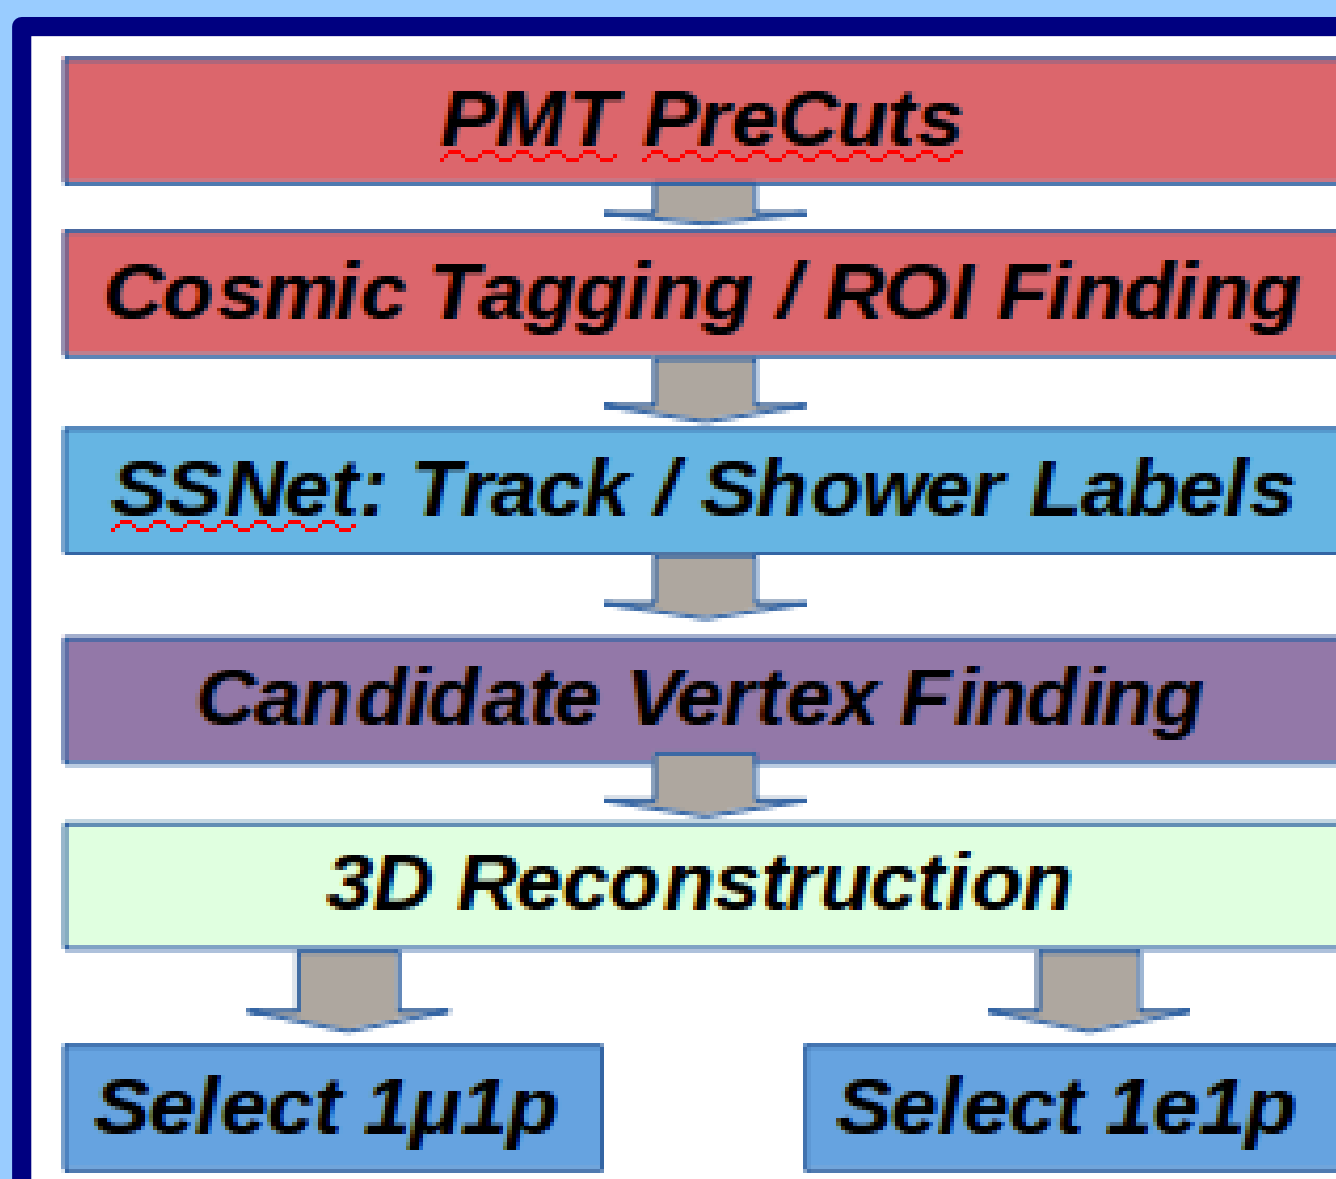 PMT PreCuts
Cosmic Tagging / ROI Finding
SSNet: Track / Shower Labels
Candidate Vertex Finding
3D Reconstruction
Select 1μ1p
Select 1e1p